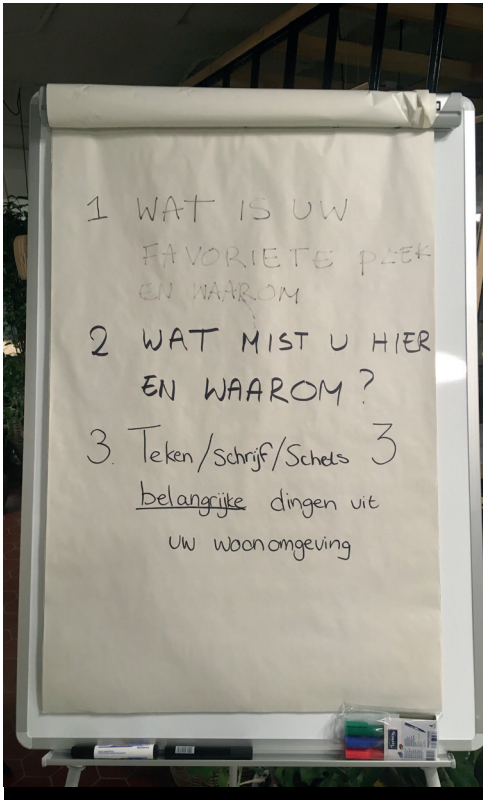 1 WAT IS UW
FAVORIETE PLEK
EN WAAROM
2 WAT MIST U HIER
EN WAAROM?
3. Teken/Schrijf/Schets 3
belangrijke dingen uit
UW woonomgeving